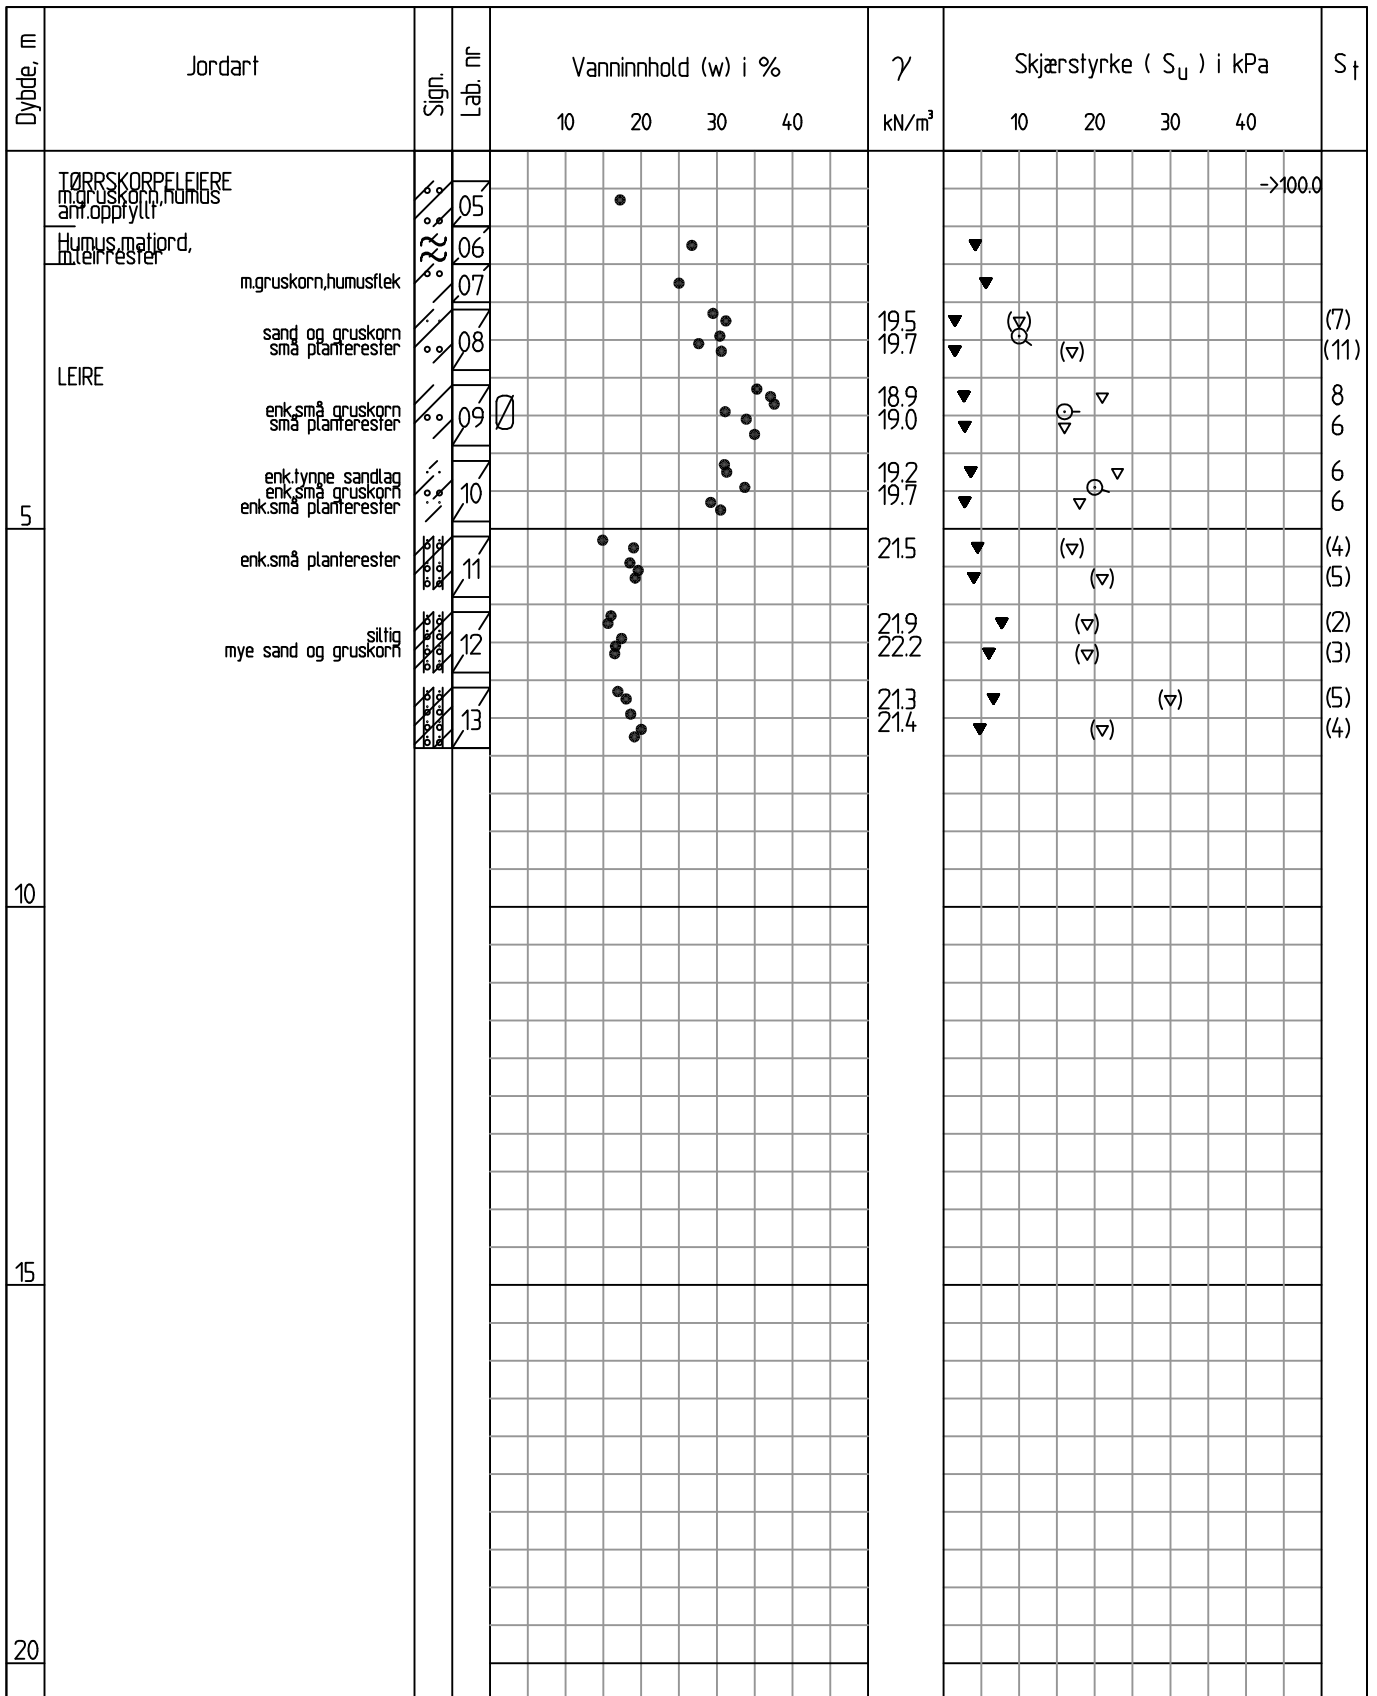 Dybde, m
Jordart
Sign.
Lab. nr
Vanninnhold (w) i %
10 20 30 40
γ
kN/m³
Skjærstyrke ( Su ) i kPa
10 20 30 40
St
TØRRSKORPELEIERE
m.gruskorn,humus
ant.oppfyllt
05
->100.0
Humus,matjord,
m.leirrester
06
m.gruskorn,humusflek
07
sand og gruskorn
små planterester
08
19.5 (7)
19.7 (11)
LEIRE
enk.små gruskorn
små planterester
09
18.9 8
19.0 6
enk.tynne sandlag
enk.små gruskorn
enk.små planterester
10
19.2 6
19.7 6
5
enk.små planterester
11
21.5 (4)
(5)
siltig
mye sand og gruskorn
12
21.9 (2)
22.2 (3)
13
21.3 (5)
21.4 (4)
10
15
20